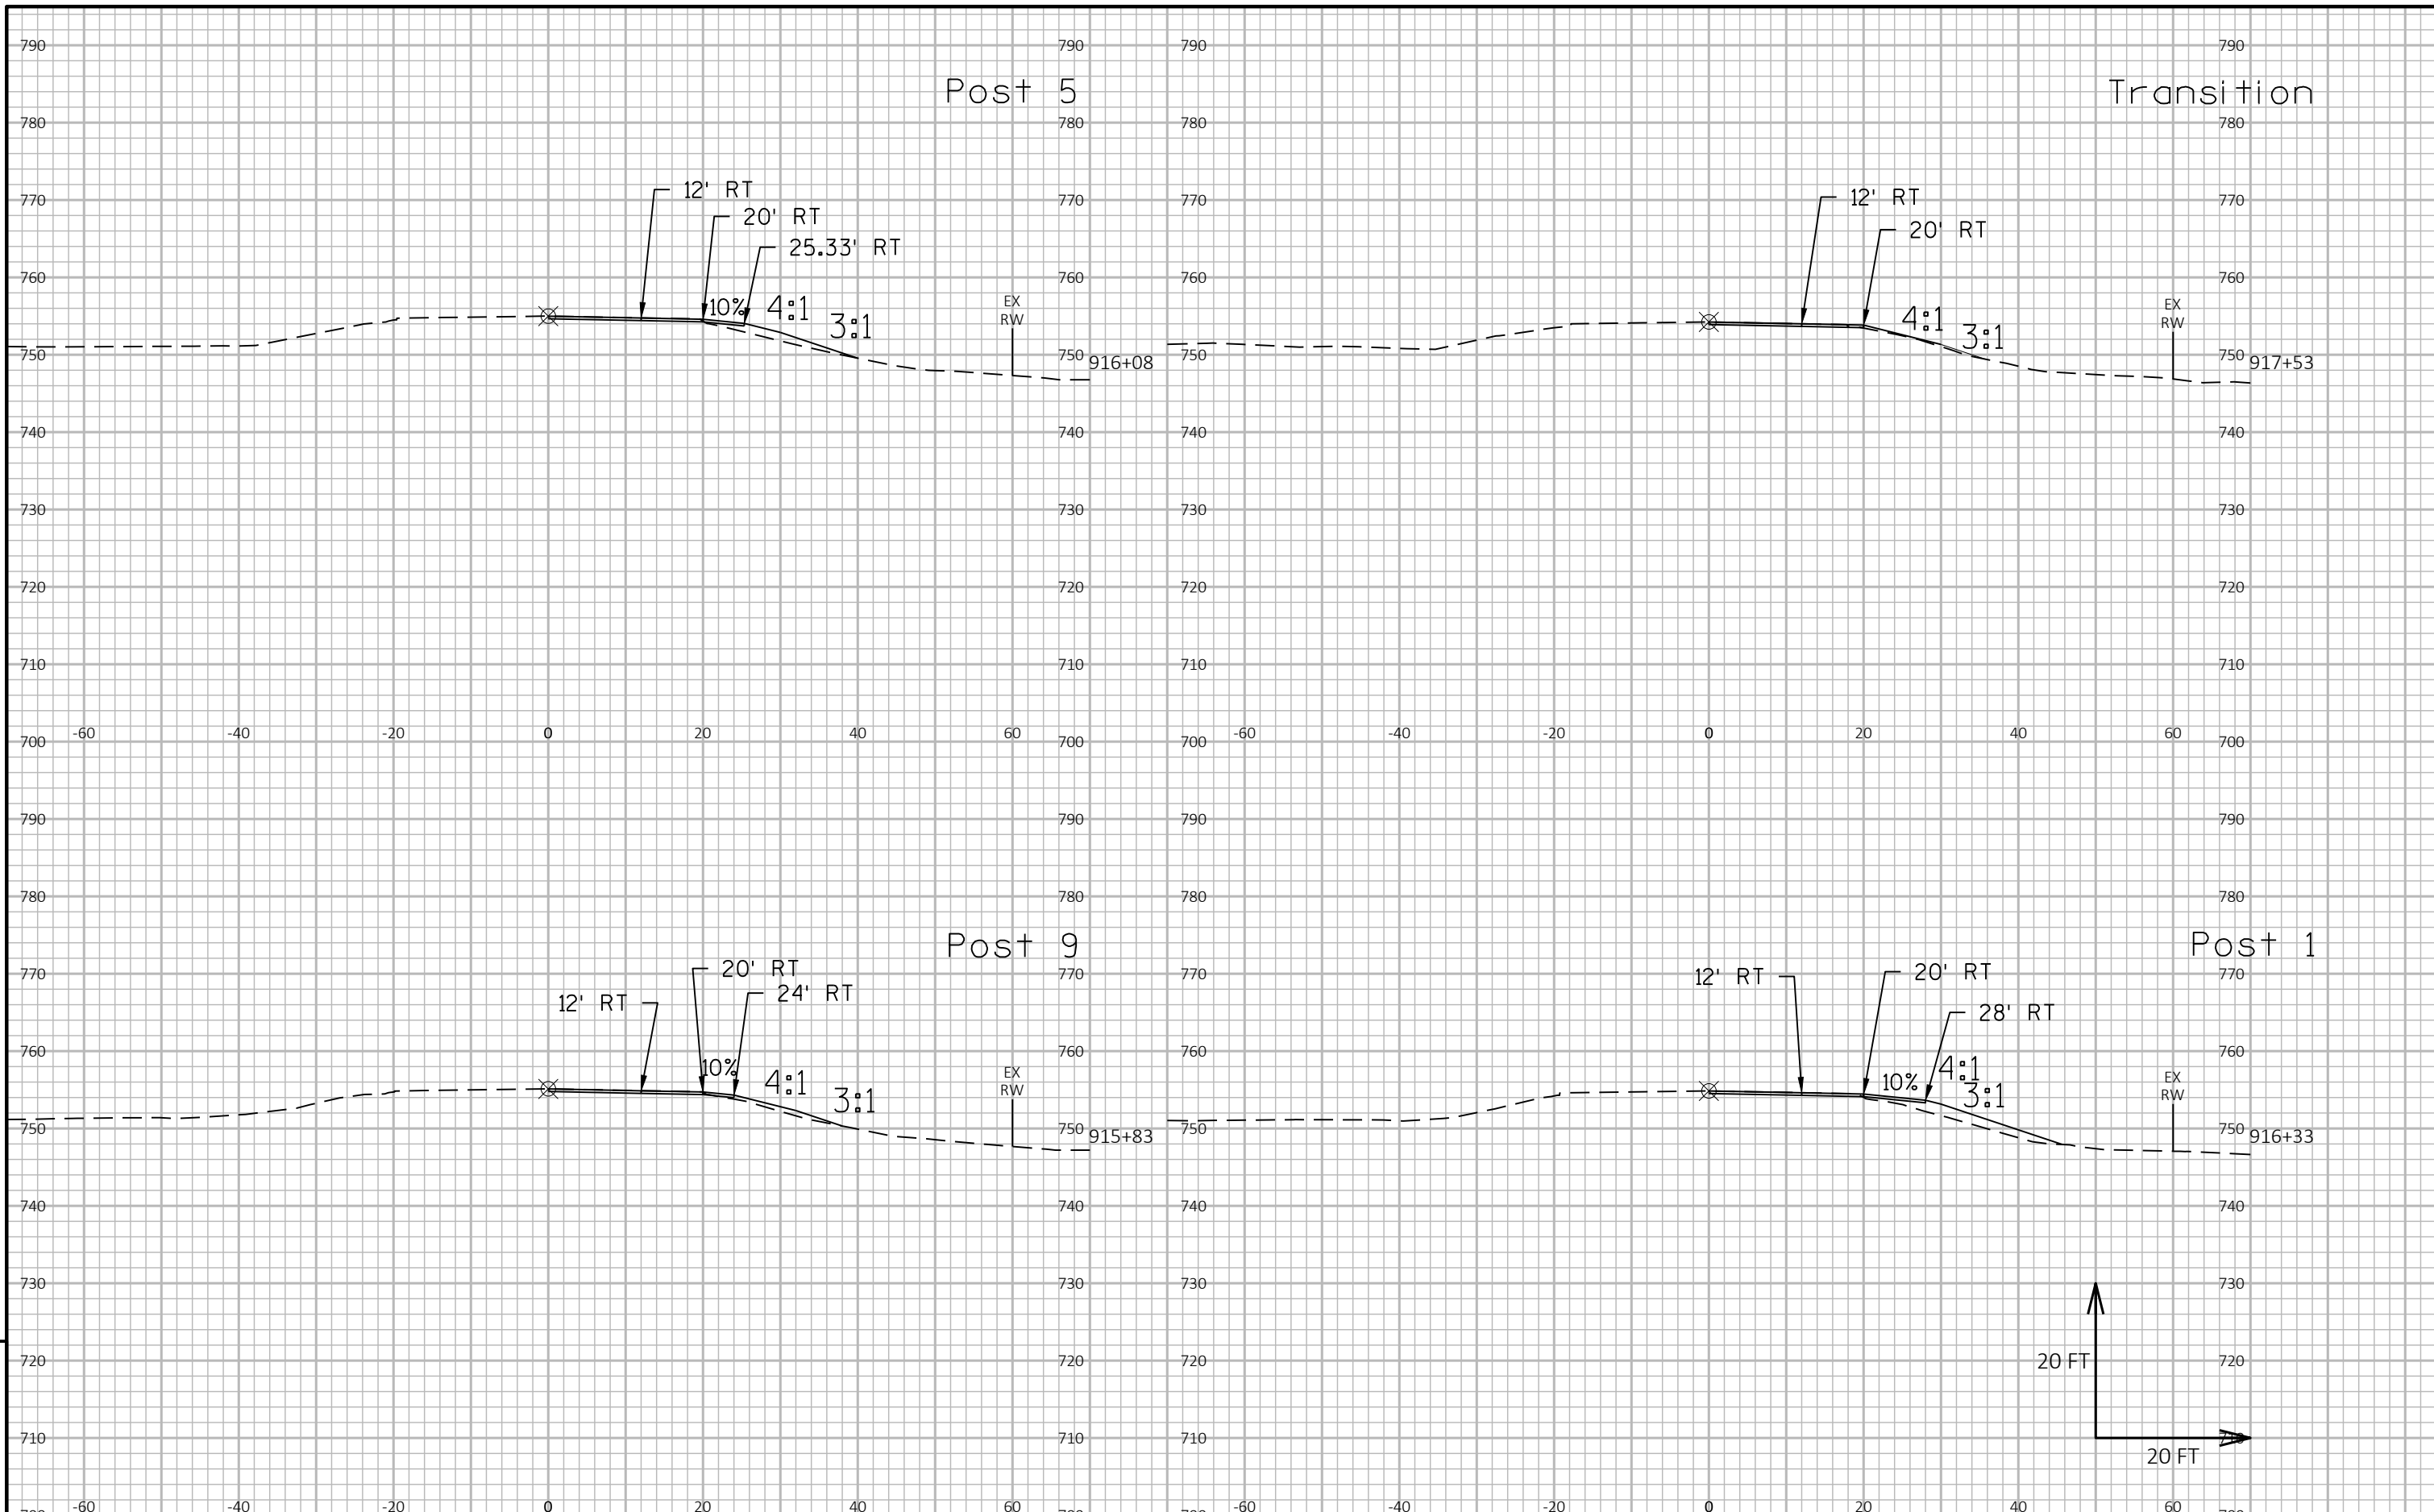 790 790 790 790
Post 5 Transition
780 780 780 780
12' RT 12' RT
770 770 770 770
20' RT 20' RT
25.33' RT
760 760 760 760
EX EX
10% 4:1 RW 4:1 RW
3:1 3:1
750 916+08 750 750 750 917+53
740 740 740 740
730 730 730 730
720 720 720 720
710 710 710 710
-60 -40 -20 0 20 40 60 -60 -40 -20 0 20 40 60
700 700 700 700
790 790 790 790
780 780 780 780
Post 9 Post 1
20' RT 770 770 12' RT 20' RT 770
24' RT
12' RT 28' RT
760 760 760 760
10% 4:1 EX 4:1 EX
3:1 RW 10% 3:1 RW
750 915+83 750 750 916+33
740 740 740 740
730 730 730 730
720 720 720 20 FT 720
710 710 710 710
20 FT
-60 -40 -20 0 20 40 60 -60 -40 -20 0 20 40 60